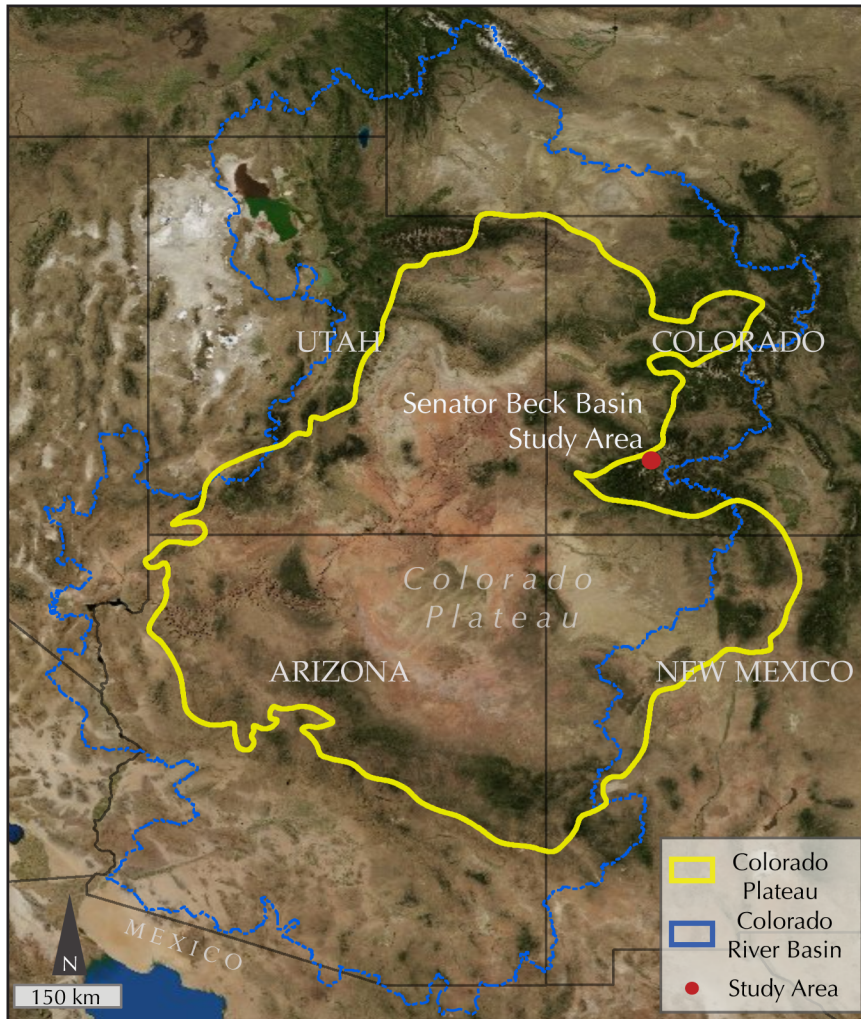 UTAH
COLORADO
Senator Beck Basin
Study Area
Colorado
Plateau
ARIZONA
NEW MEXICO
MEXICO
N
150 km
Colorado
Plateau
Colorado
River Basin
Study Area